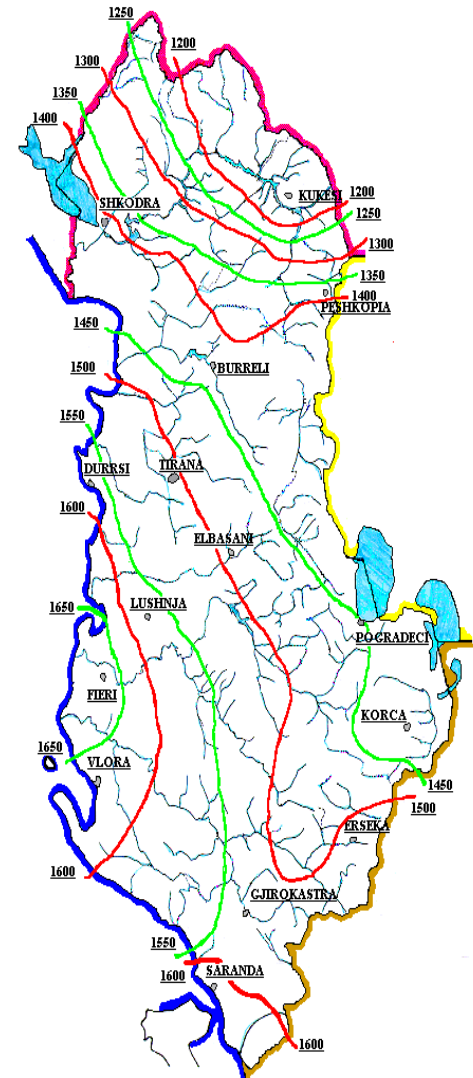 1250
1200
1300
1350
1400
SHKODRA
KUKESI
1200
1250
1300
1350
1400
PESHKOPIA
1450
BURRELI
1500
1550
DURRSI
TIRANA
1600
ELBASANI
1650
LUSHNJA
POGRADECI
FIERI
KORCA
1650
VLORA
1450
1500
ERSEKA
1600
GJIROKASTRA
1550
1600
SARANDA
1600